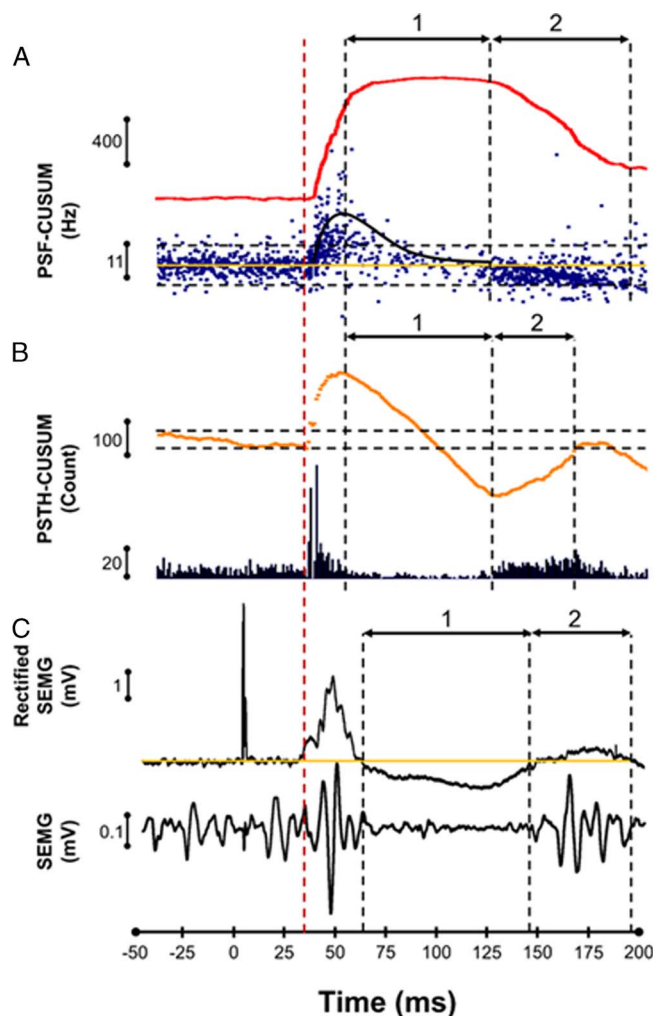 A
1
2
400
11
PSF-CUSUM
(Hz)
B
1
2
100
20
PSTH-CUSUM
(Count)
C
1
2
1
Rectified
SEMG
(mV)
0.1
SEMG
(mV)
-50 -25 0 25 50 75 100 125 150 175 200
Time (ms)